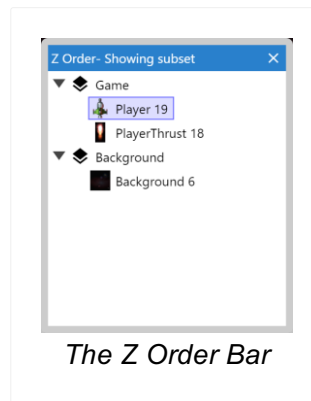 Z Order- Showing subset
Game
Player 19
PlayerThrust 18
Background
Background 6
The Z Order Bar